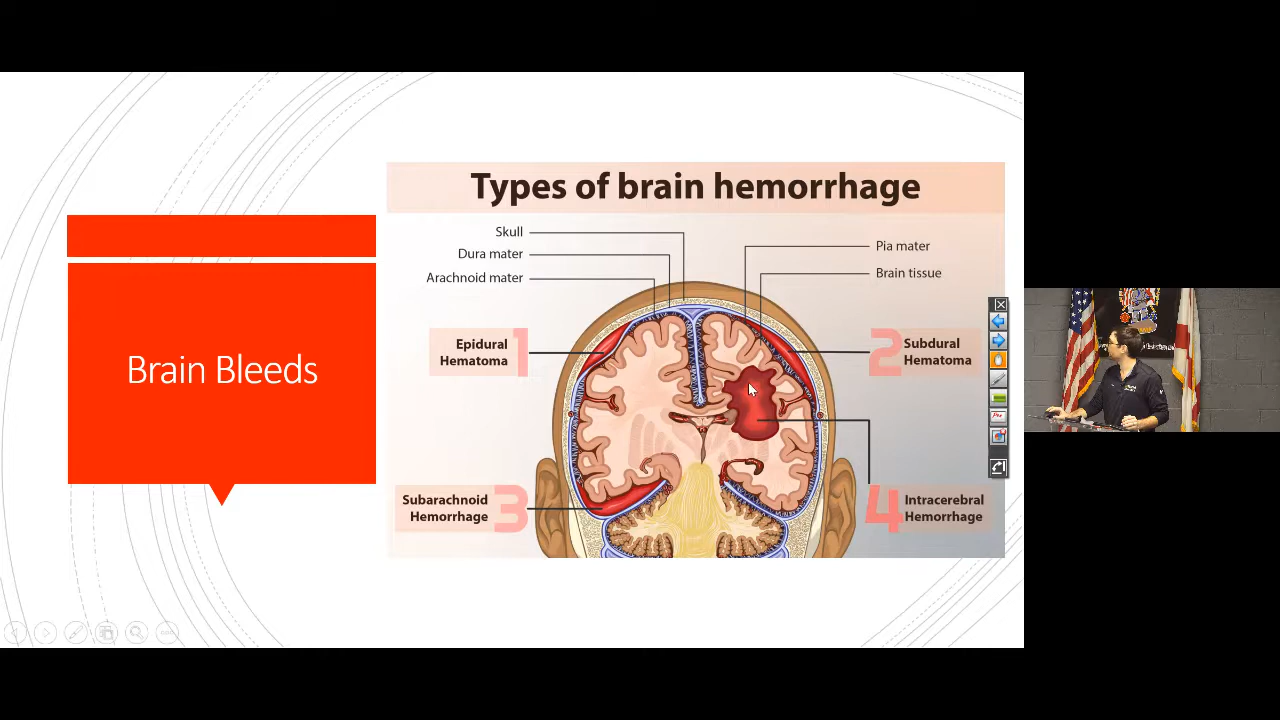 Brain Bleeds
Types of brain hemorrhage
Skull
Dura mater
Arachnoid mater
Pia mater
Brain tissue
1
Epidural
Hematoma
2
Subdural
Hematoma
3
Subarachnoid
Hemorrhage
4
Intracerebral
Hemorrhage